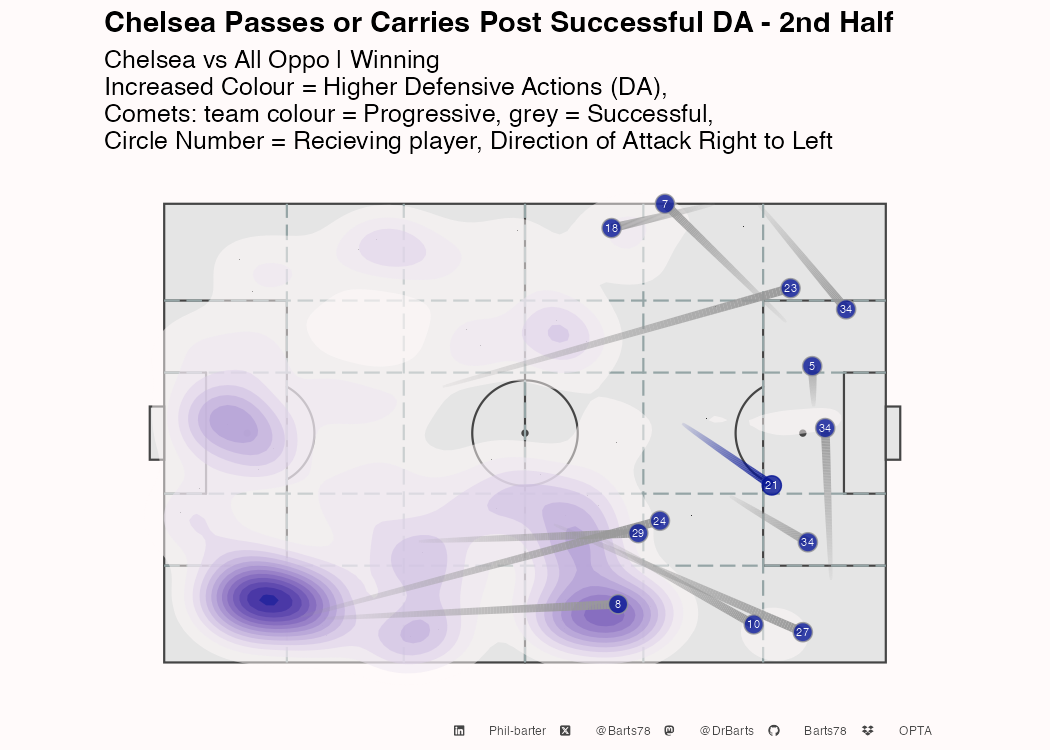 Chelsea Passes or Carries Post Successful DA - 2nd Half
Chelsea vs All Oppo | Winning
Increased Colour = Higher Defensive Actions (DA),
Comets: team colour = Progressive, grey = Successful,
Circle Number = Recieving player, Direction of Attack Right to Left
7
18
23
34
5
34
21
24
29
34
8
10
27
Phil-barter @Barts78 @DrBarts Barts78 OPTA